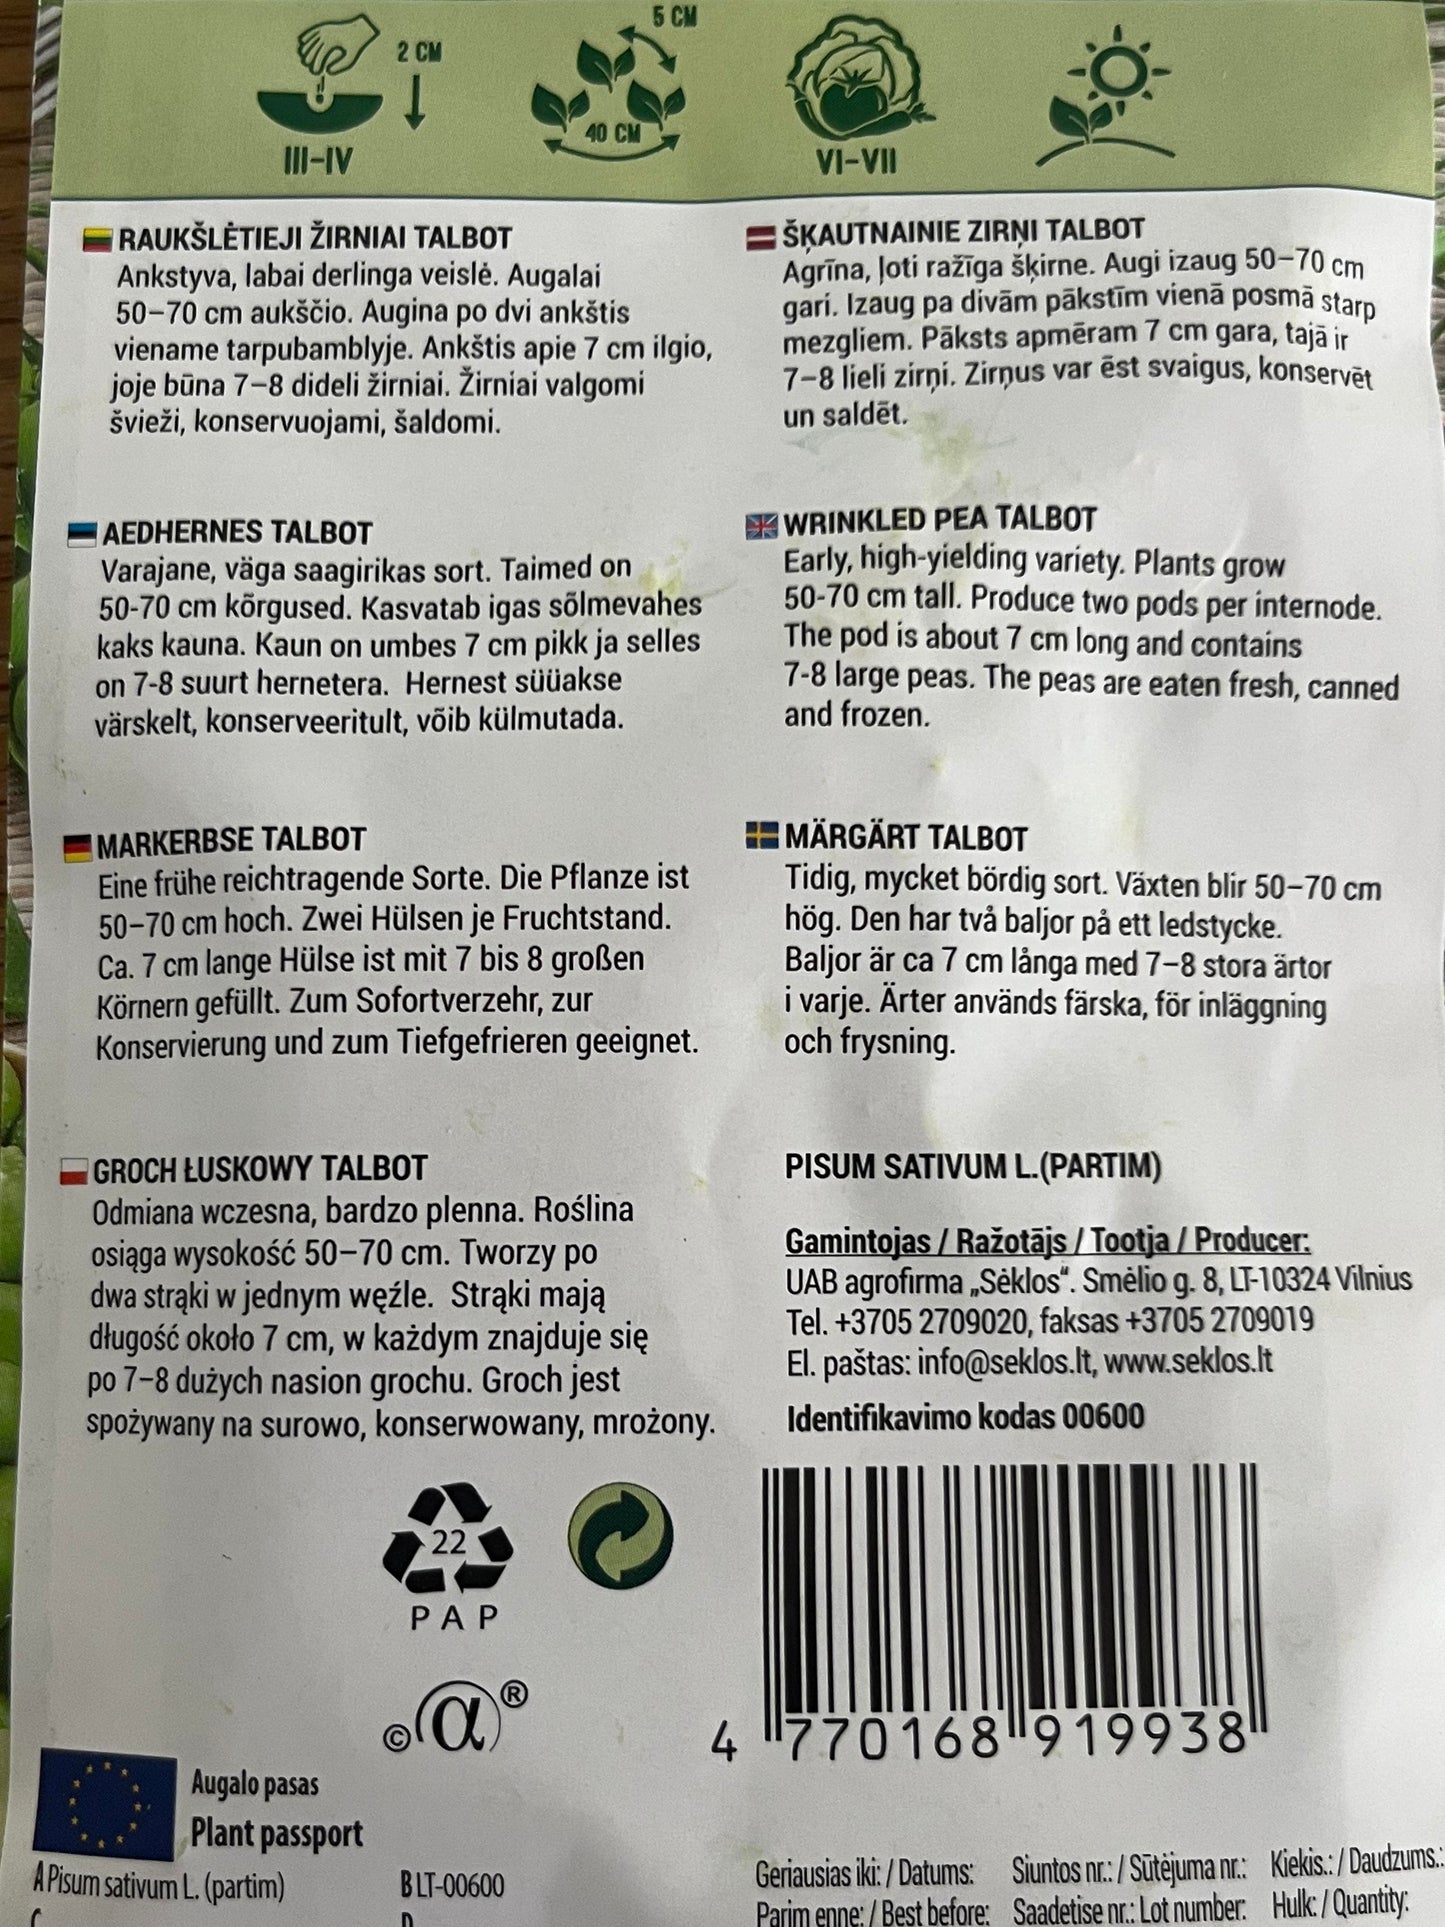 5 CM
2 CM
40 CM
III-IV
VI-VII
RAUKŠLĖTIEJI ŽIRNIAI TALBOT
Ankstyva, labai derlinga veislė. Augalai
50–70 cm aukščio. Augina po dvi ankštis
viename tarpubamblyje. Ankštis apie 7 cm ilgio,
joje būna 7–8 dideli žirniai. Žirniai valgomi
švieži, konservuojami, šaldomi.
ŠĶAUTNAINIE ZIRŅI TALBOT
Agrīna, ļoti ražīga šķirne. Augi izaug 50–70 cm
gari. Izaug pa divām pākstīm vienā posmā starp
mezgliem. Pāksts apmēram 7 cm gara, tajā ir
7–8 lieli zirņi. Zirņus var ēst svaigus, konservēt
un saldēt.
AEDHERNES TALBOT
Varajane, väga saagirikas sort. Taimed on
50-70 cm kõrgused. Kasvatab igas sõlmevahes
kaks kauna. Kaun on umbes 7 cm pikk ja selles
on 7-8 suurt hernetera. Hernest süüakse
värskelt, konserveeritult, võib külmutada.
WRINKLED PEA TALBOT
Early, high-yielding variety. Plants grow
50-70 cm tall. Produce two pods per internode.
The pod is about 7 cm long and contains
7-8 large peas. The peas are eaten fresh, canned
and frozen.
MARKERBSE TALBOT
Eine frühe reichtragende Sorte. Die Pflanze ist
50–70 cm hoch. Zwei Hülsen je Fruchtstand.
Ca. 7 cm lange Hülse ist mit 7 bis 8 großen
Körnern gefüllt. Zum Sofortverzehr, zur
Konservierung und zum Tiefgefrieren geeignet.
MÄRGÄRT TALBOT
Tidig, mycket bördig sort. Växten blir 50–70 cm
hög. Den har två baljor på ett ledstycke.
Baljor är ca 7 cm långa med 7–8 stora ärtor
i varje. Ärter används färska, för inläggning
och frysning.
GROCH ŁUSKOWY TALBOT
Odmiana wczesna, bardzo plenna. Roślina
osiąga wysokość 50–70 cm. Tworzy po
dwa strąki w jednym węźle. Strąki mają
długość około 7 cm, w każdym znajduje się
po 7–8 dużych nasion grochu. Groch jest
spożywany na surowo, konserwowany, mrożony.
PISUM SATIVUM L.(PARTIM)
Gamintojas / Ražotājs / Tootja / Producer:
UAB agrofirma „Sėklos“. Smėlio g. 8, LT-10324 Vilnius
Tel. +3705 2709020, faksas +3705 2709019
El. paštas: info@seklos.lt, www.seklos.lt
Identifikavimo kodas 00600
22
PAP
©α®
4 770168 919938
Augalo pasas
Plant passport
A Pisum sativum L. (partim) B LT-00600
C D
Geriausias iki: / Datums: Siuntos nr.: / Sūtējuma nr.: Kiekis.: / Daudzums.:
Parim enne: / Best before: Saadetise nr.: Lot number: Hulk: / Quantity: